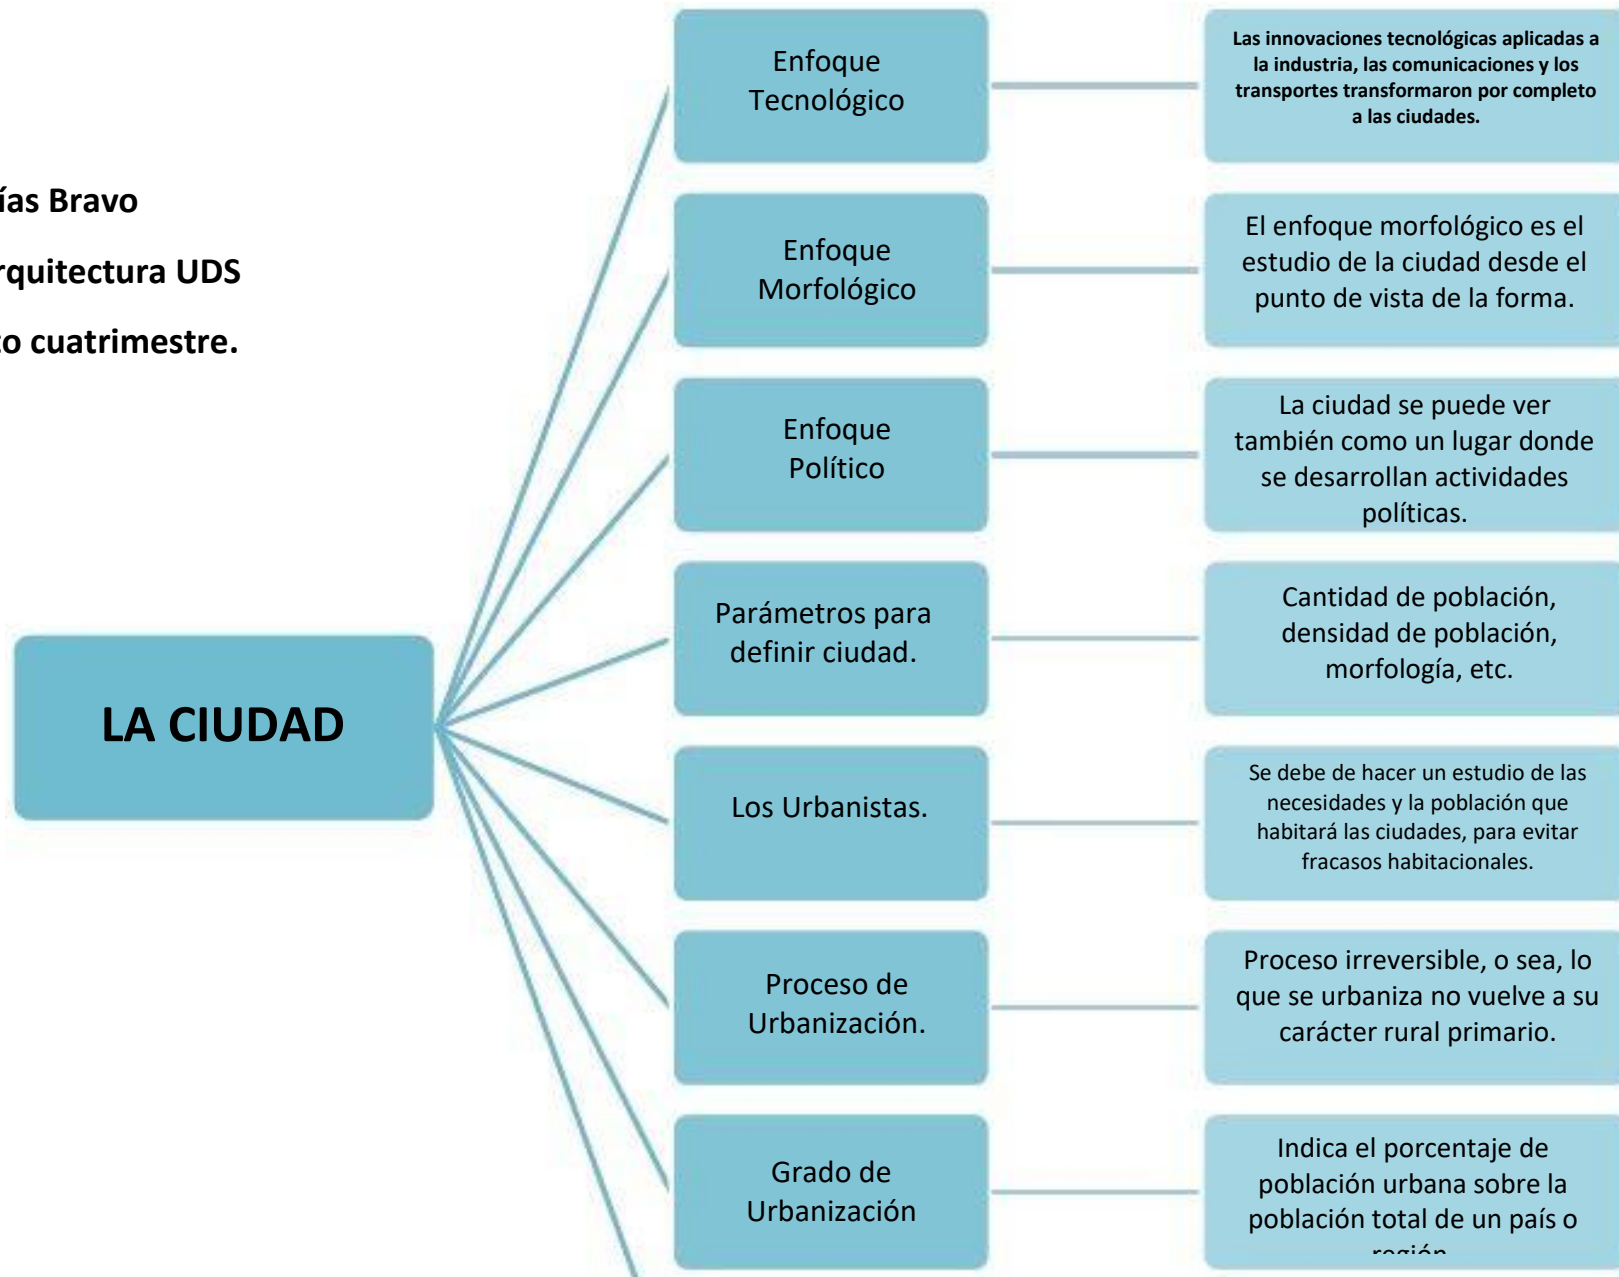 Enfoque
Tecnológico
Las innovaciones tecnológicas aplicadas a
la industria, las comunicaciones y los
transportes transformaron por completo
a las ciudades.
ías Bravo
rquitectura UDS
to cuatrimestre.
Enfoque
Morfológico
El enfoque morfológico es el
estudio de la ciudad desde el
punto de vista de la forma.
Enfoque
Político
La ciudad se puede ver
también como un lugar donde
se desarrollan actividades
políticas.
Parámetros para
definir ciudad.
Cantidad de población,
densidad de población,
morfología, etc.
LA CIUDAD
Los Urbanistas.
Se debe de hacer un estudio de las
necesidades y la población que
habitará las ciudades, para evitar
fracasos habitacionales.
Proceso de
Urbanización.
Proceso irreversible, o sea, lo
que se urbaniza no vuelve a su
carácter rural primario.
Grado de
Urbanización
Indica el porcentaje de
población urbana sobre la
población total de un país o
región